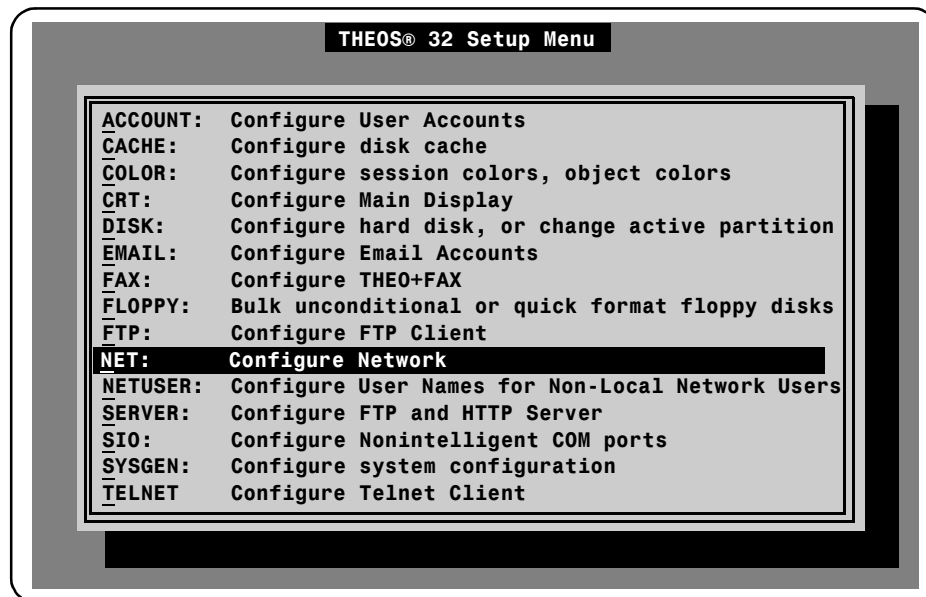 THEOS® 32 Setup Menu
ACCOUNT: Configure User Accounts
CACHE: Configure disk cache
COLOR: Configure session colors, object colors
CRT: Configure Main Display
DISK: Configure hard disk, or change active partition
EMAIL: Configure Email Accounts
FAX: Configure THEO+FAX
FLOPPY: Bulk unconditional or quick format floppy disks
FTP: Configure FTP Client
NET: Configure Network
NETUSER: Configure User Names for Non-Local Network Users
SERVER: Configure FTP and HTTP Server
SIO: Configure Nonintelligent COM ports
SYSGEN: Configure system configuration
TELNET Configure Telnet Client